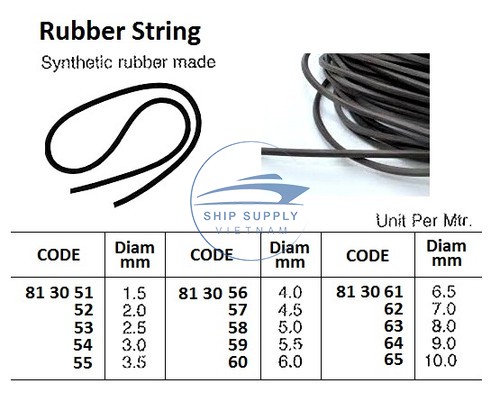 Rubber String
Synthetic rubber made
SHIP SUPPLY
VIETNAM
Unit Per Mtr.
CODE Diam mm CODE Diam mm CODE Diam mm
81 30 51 1.5 81 30 56 4.0 81 30 61 6.5
52 2.0 57 4.5 62 7.0
53 2.5 58 5.0 63 8.0
54 3.0 59 5.5 64 9.0
55 3.5 60 6.0 65 10.0